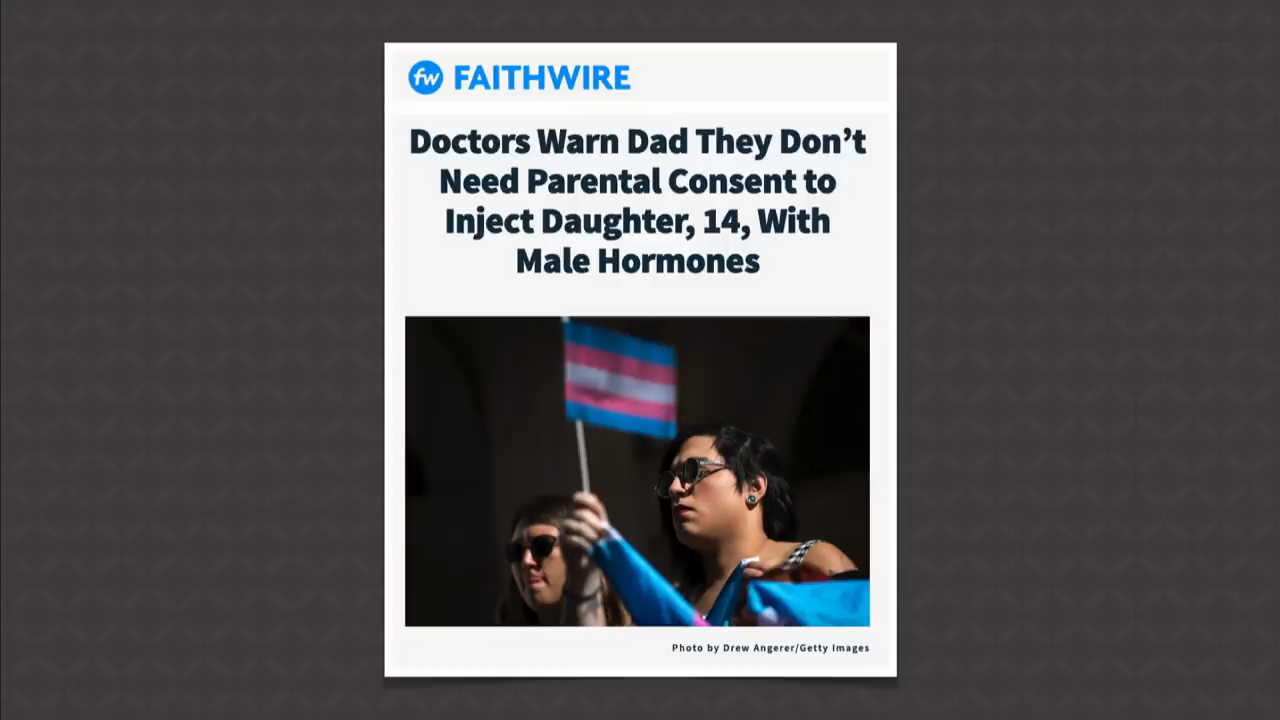 fw FAITHWIRE
Doctors Warn Dad They Don’t
Need Parental Consent to
Inject Daughter, 14, With
Male Hormones
Photo by Drew Angerer/Getty Images